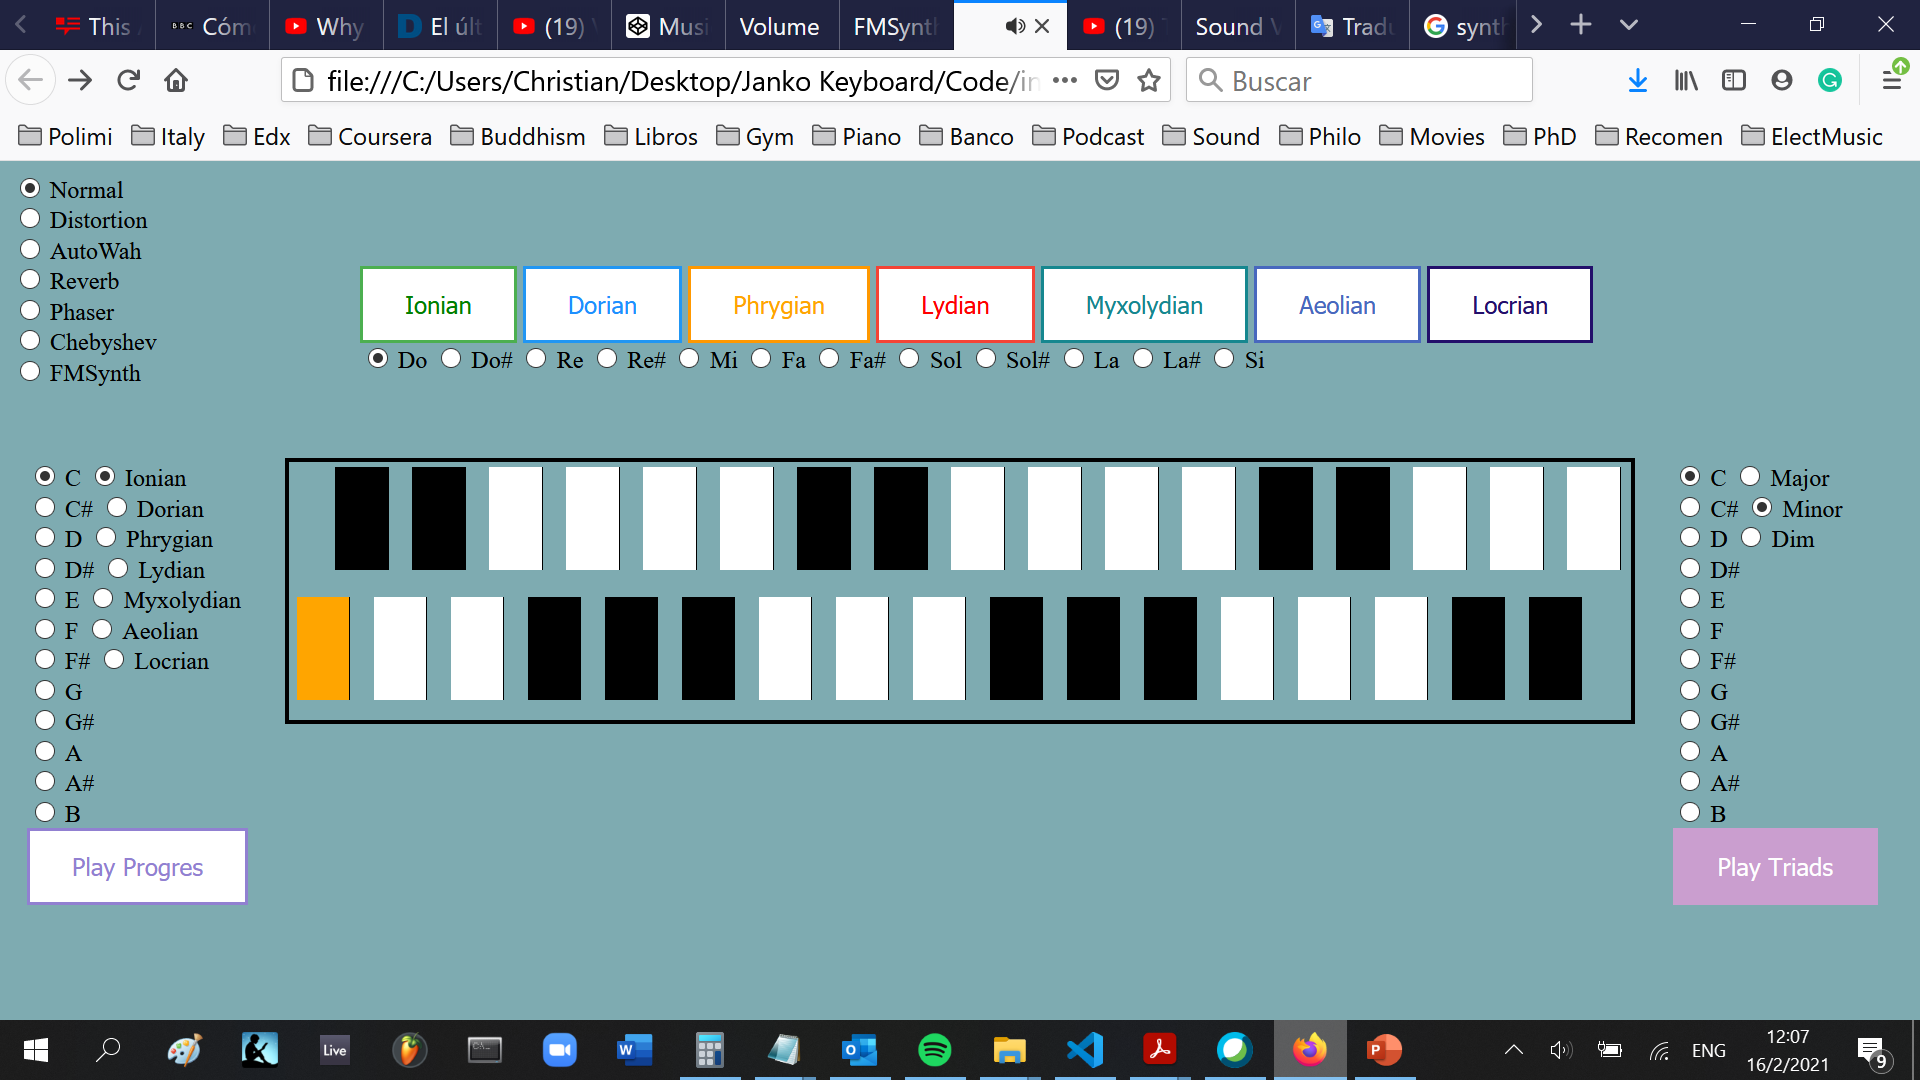 This
BBC Cóm
Why
El últ
(19)
Musi
Volume
FMSynt
(19)
Sound V
Tradu
synth
file:///C:/Users/Christian/Desktop/Janko Keyboard/Code/in
Buscar
Polimi Italy Edx Coursera Buddhism Libros Gym Piano Banco Podcast Sound Philo Movies PhD Recomen ElectMusic
Normal
Distortion
AutoWah
Reverb
Phaser
Chebyshev
FMSynth
Ionian Dorian Phrygian Lydian Myxolydian Aeolian Locrian
Do Do# Re Re# Mi Fa Fa# Sol Sol# La La# Si
C Ionian
C# Dorian
D Phrygian
D# Lydian
E Myxolydian
F Aeolian
F# Locrian
G
G#
A
A#
B
Play Progres
C Major
C# Minor
D Dim
D#
E
F
F#
G
G#
A
A#
B
Play Triads
Live
ENG
12:07
16/2/2021
9